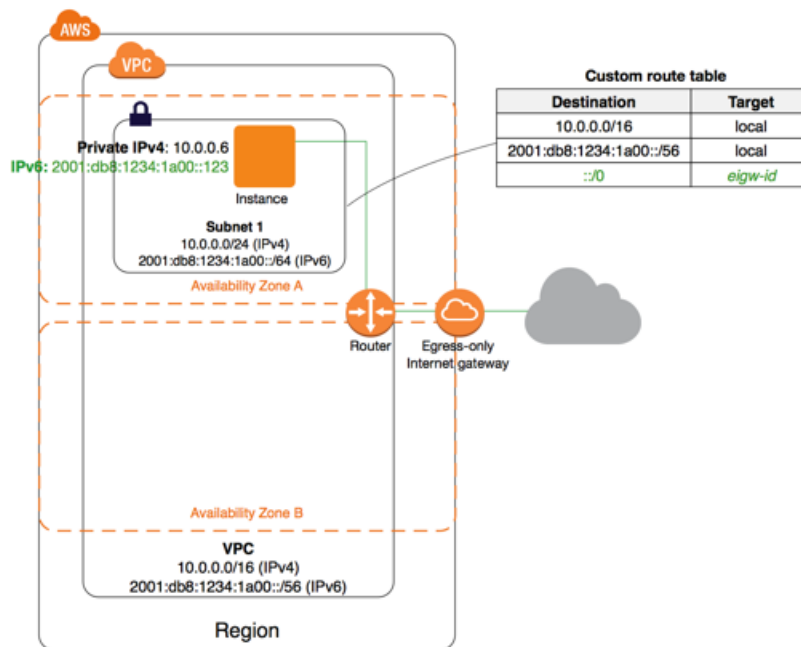 AWS
VPC
Custom route table
Destination Target
10.0.0.0/16 local
2001:db8:1234:1a00::/56 local
::/0 eigw-id
Private IPv4: 10.0.0.6
IPv6: 2001:db8:1234:1a00::123
Instance
Subnet 1
10.0.0.0/24 (IPv4)
2001:db8:1234:1a00::/64 (IPv6)
Availability Zone A
Router
Egress-only
Internet gateway
Availability Zone B
VPC
10.0.0.0/16 (IPv4)
2001:db8:1234:1a00::/56 (IPv6)
Region